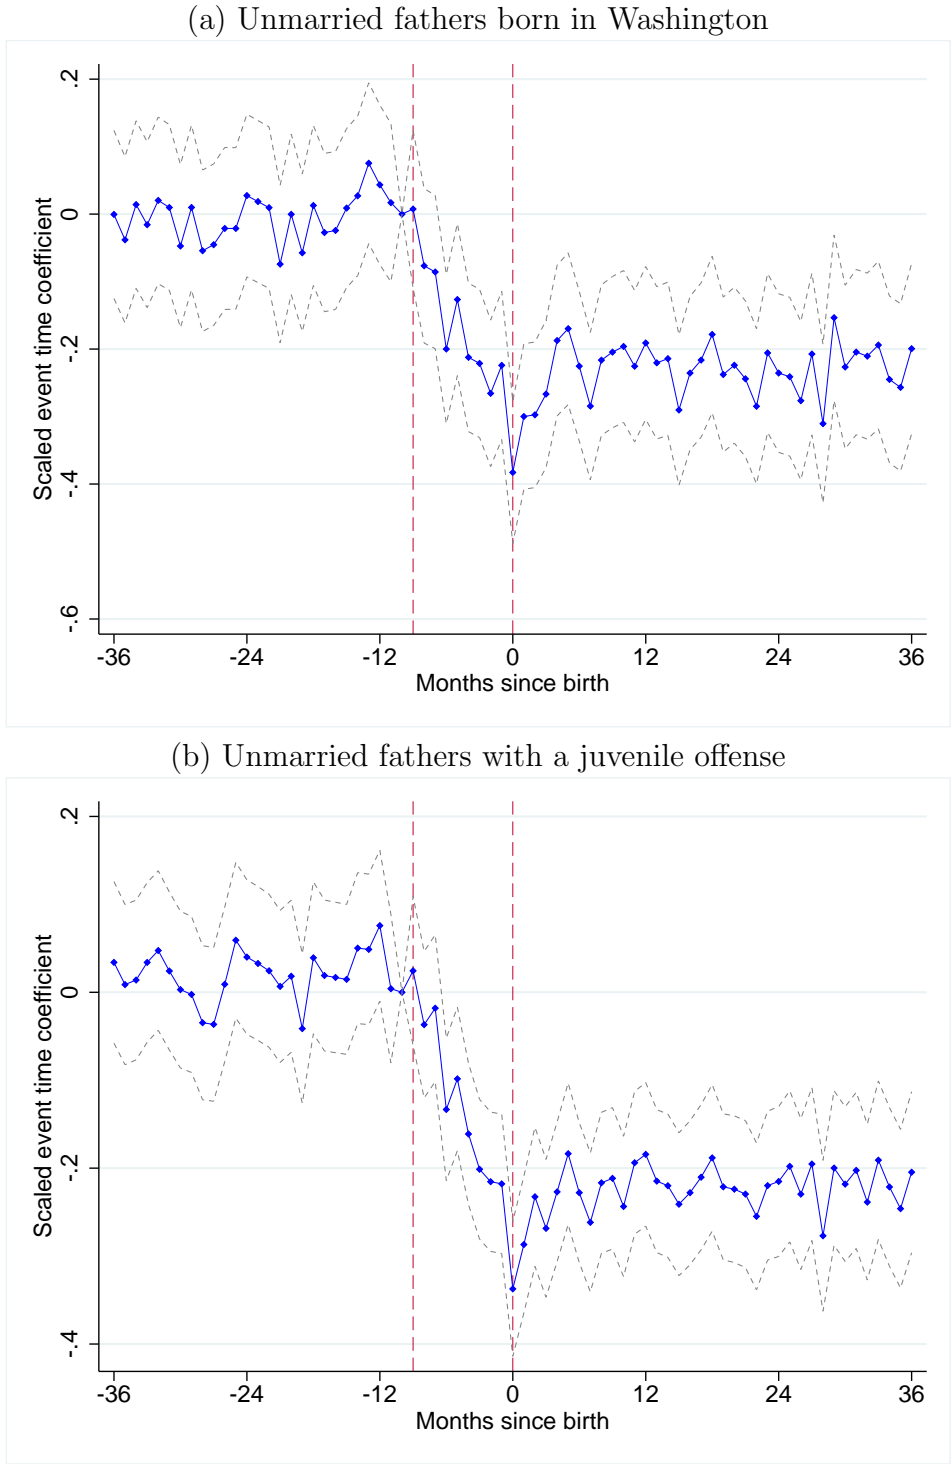 (a) Unmarried fathers born in Washington
.2
0
-.2
-.4
-.6
Scaled event time coefficient
-36 -24 -12 0 12 24 36
Months since birth
(b) Unmarried fathers with a juvenile offense
.2
0
-.2
-.4
Scaled event time coefficient
-36 -24 -12 0 12 24 36
Months since birth